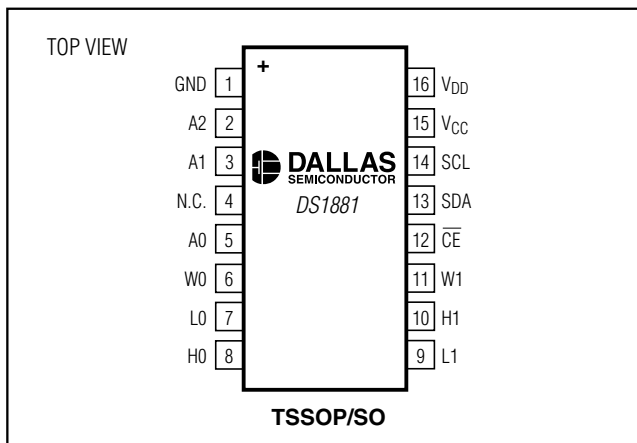 TOP VIEW
+
GND 1 16 VDD
A2 2 15 VCC
DALLAS
SEMICONDUCTOR
A1 3 14 SCL
DS1881
N.C. 4 13 SDA
A0 5 12 C̅E̅
W0 6 11 W1
L0 7 10 H1
H0 8 9 L1
TSSOP/SO